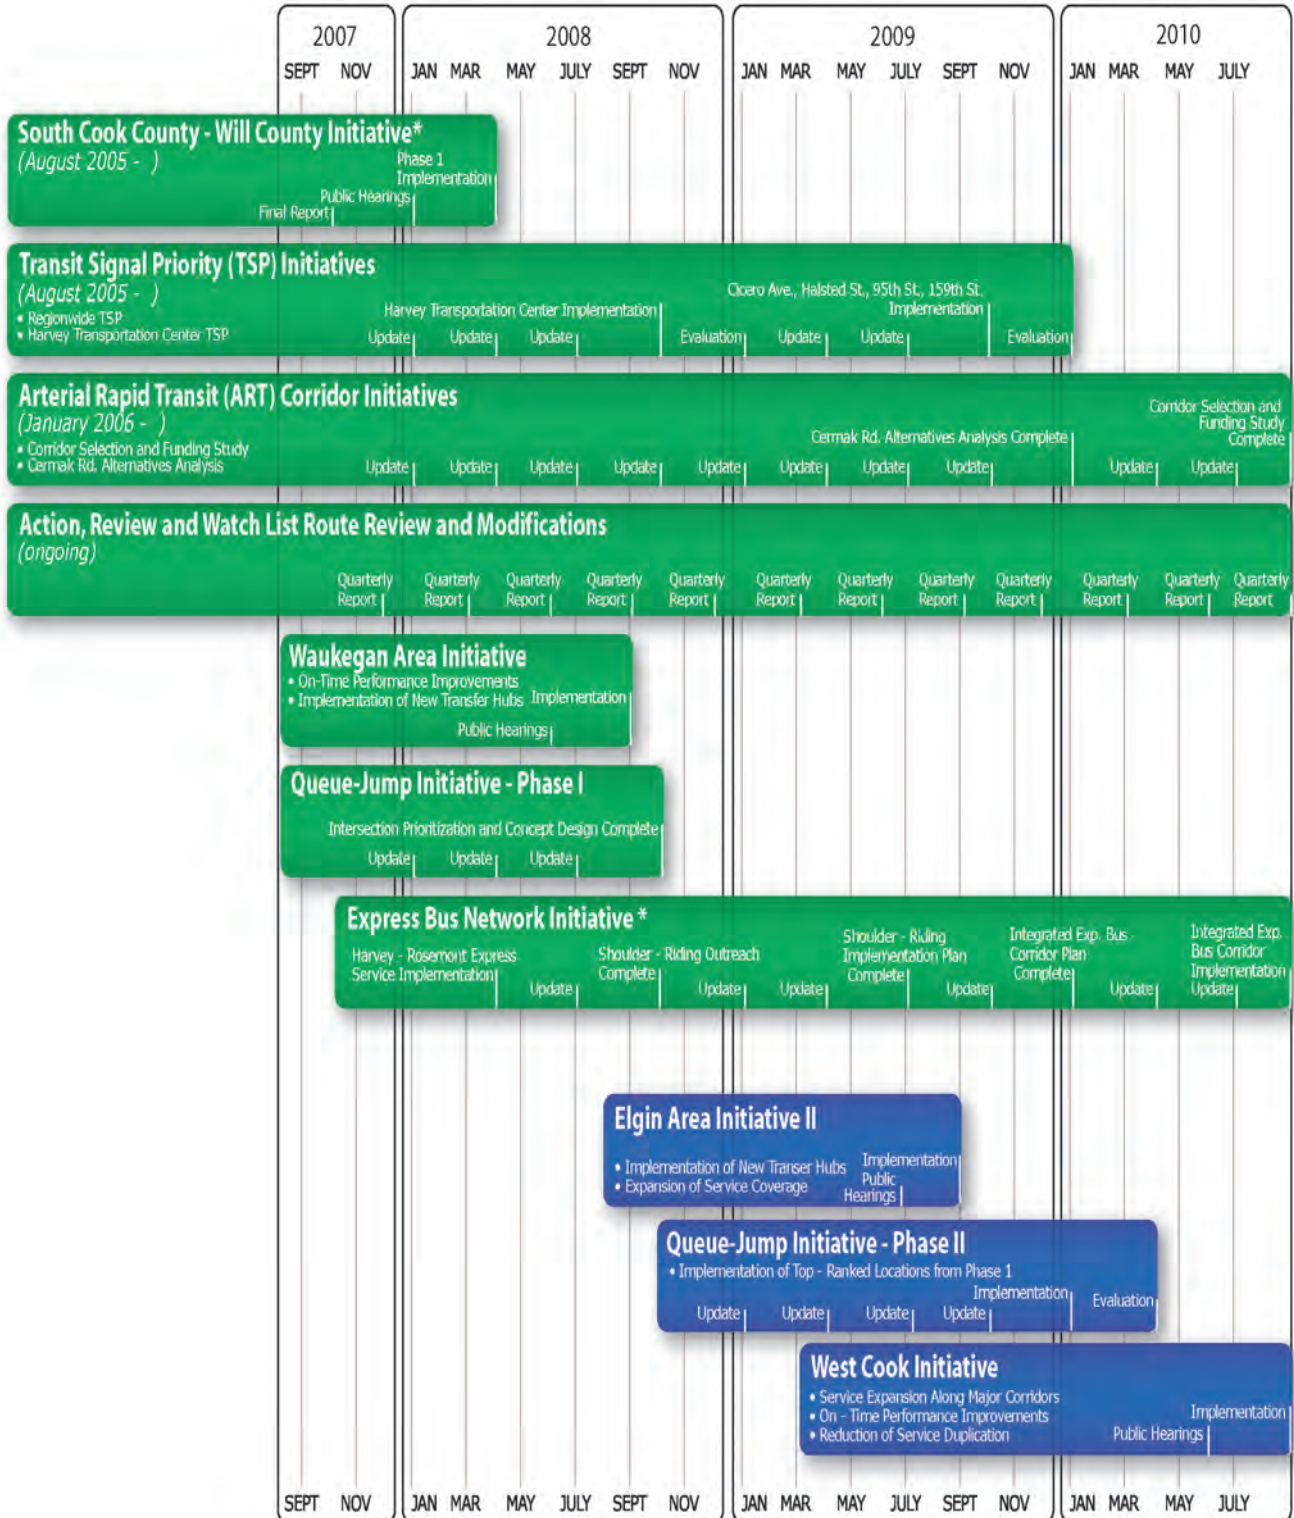 2007 2008 2009 2010
SEPT NOV JAN MAR MAY JULY SEPT NOV JAN MAR MAY JULY SEPT NOV JAN MAR MAY JULY
South Cook County - Will County Initiative*
(August 2005 - )
Phase 1
Implementation
Public Hearings
Final Report
Transit Signal Priority (TSP) Initiatives
(August 2005 - )
• Regionwide TSP
• Harvey Transportation Center TSP
Harvey Transportation Center Implementation
Cicero Ave., Halsted St., 95th St., 159th St.
Implementation
Update Update Update Evaluation Update Update Evaluation
Arterial Rapid Transit (ART) Corridor Initiatives
(January 2006 - )
• Corridor Selection and Funding Study
• Cermak Rd. Alternatives Analysis
Cermak Rd. Alternatives Analysis Complete
Corridor Selection and
Funding Study
Complete
Update Update Update Update Update Update Update Update Update Update
Action, Review and Watch List Route Review and Modifications
(ongoing)
Quarterly Quarterly Quarterly Quarterly Quarterly Quarterly Quarterly Quarterly Quarterly Quarterly Quarterly Quarterly
Report Report Report Report Report Report Report Report Report Report Report Report
Waukegan Area Initiative
• On-Time Performance Improvements
• Implementation of New Transfer Hubs
Implementation
Public Hearings
Queue-Jump Initiative - Phase I
Intersection Prioritization and Concept Design Complete
Update Update Update
Express Bus Network Initiative *
Harvey - Rosemont Express
Service Implementation
Update
Shoulder - Riding Outreach
Complete
Update Update
Shoulder - Riding
Implementation Plan
Complete
Update
Integrated Exp. Bus
Corridor Plan
Complete
Update
Integrated Exp.
Bus Corridor
Implementation
Update
Elgin Area Initiative II
• Implementation of New Transer Hubs
• Expansion of Service Coverage
Implementation
Public
Hearings
Queue-Jump Initiative - Phase II
• Implementation of Top - Ranked Locations from Phase 1
Implementation
Evaluation
Update Update Update Update
West Cook Initiative
• Service Expansion Along Major Corridors
• On - Time Performance Improvements
• Reduction of Service Duplication
Implementation
Public Hearings
SEPT NOV JAN MAR MAY JULY SEPT NOV JAN MAR MAY JULY SEPT NOV JAN MAR MAY JULY